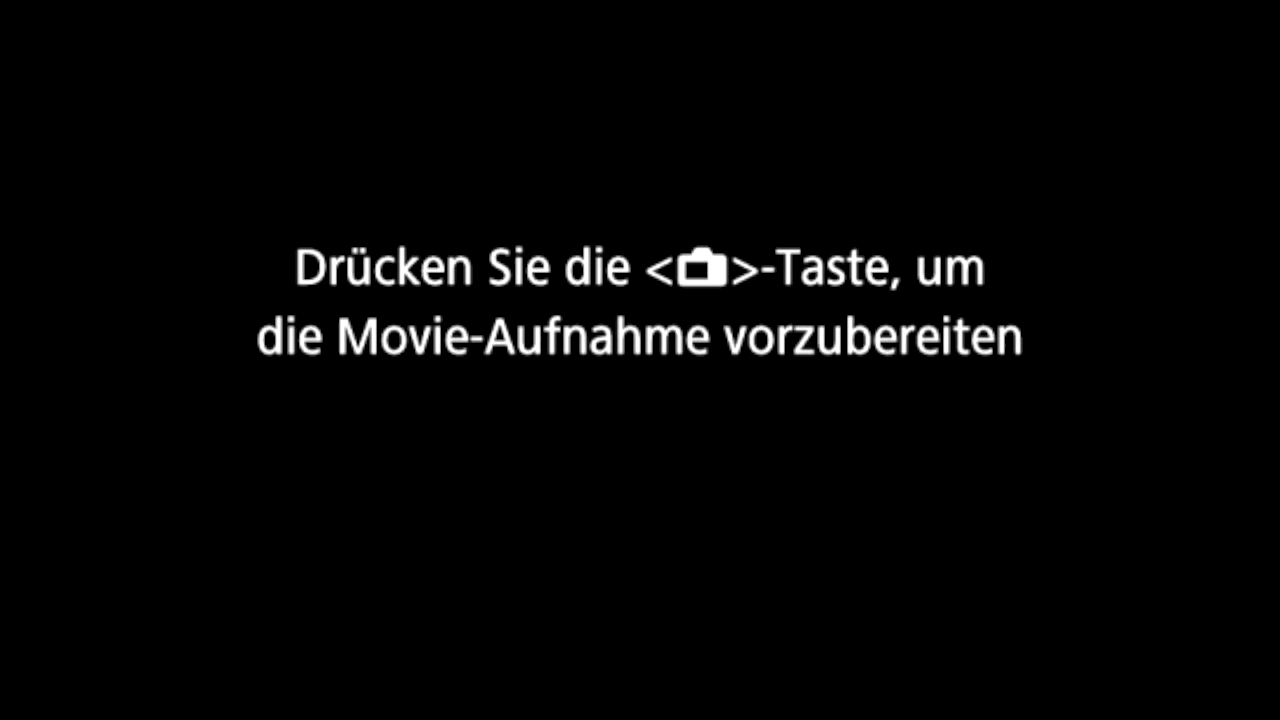 Drücken Sie die <📷>-Taste, um
die Movie-Aufnahme vorzubereiten